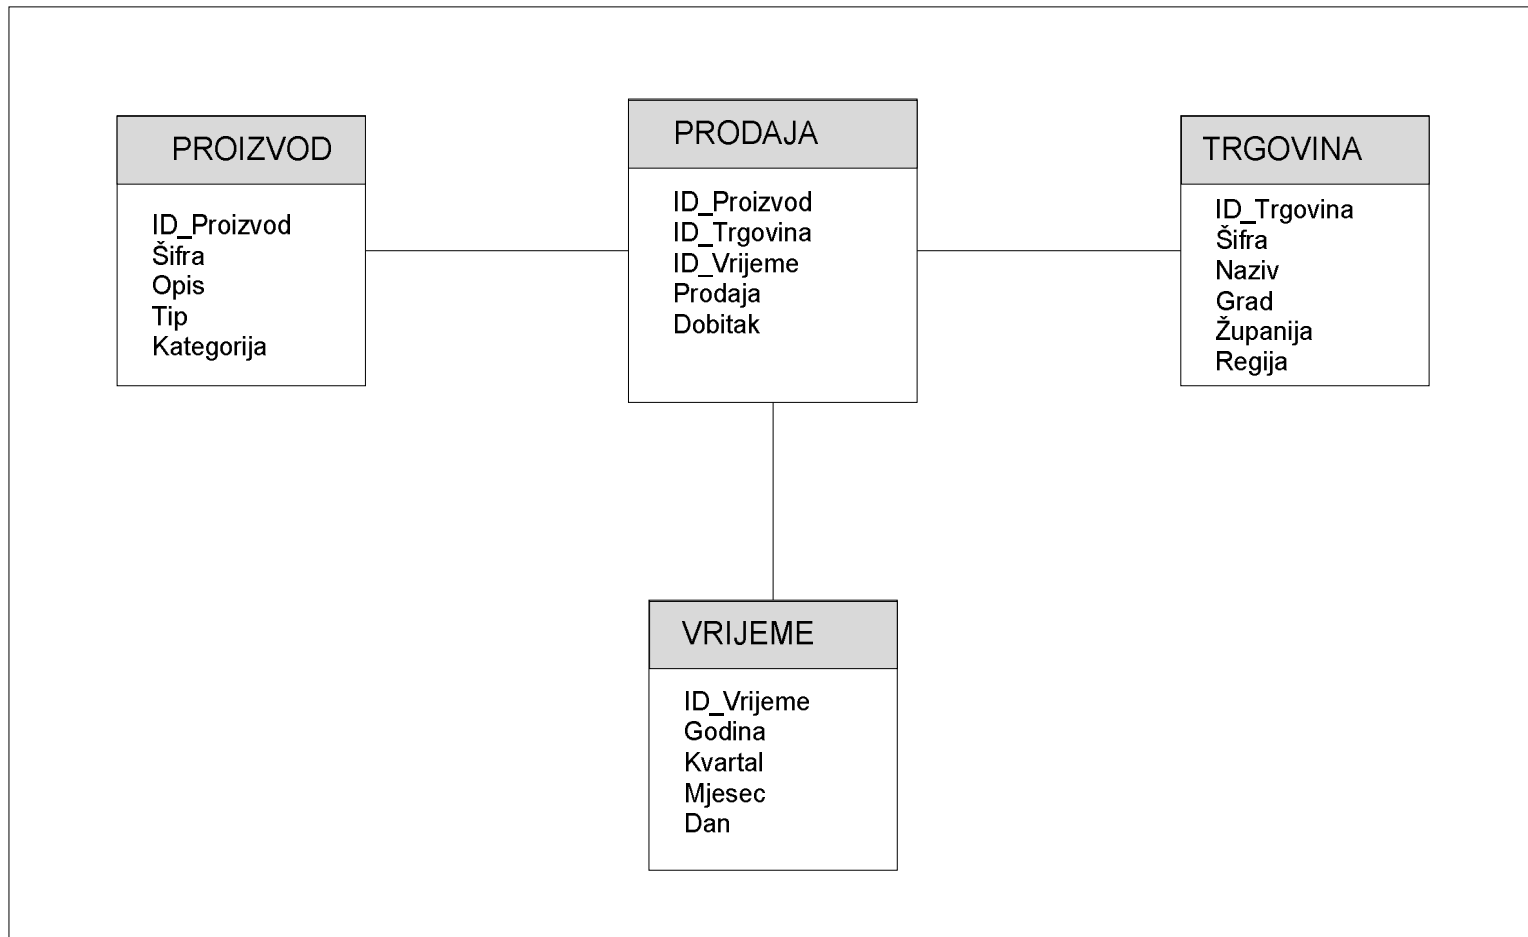 PROIZVOD
ID_Proizvod
Šifra
Opis
Tip
Kategorija
PRODAJA
ID_Proizvod
ID_Trgovina
ID_Vrijeme
Prodaja
Dobitak
TRGOVINA
ID_Trgovina
Šifra
Naziv
Grad
Županija
Regija
VRIJEME
ID_Vrijeme
Godina
Kvartal
Mjesec
Dan